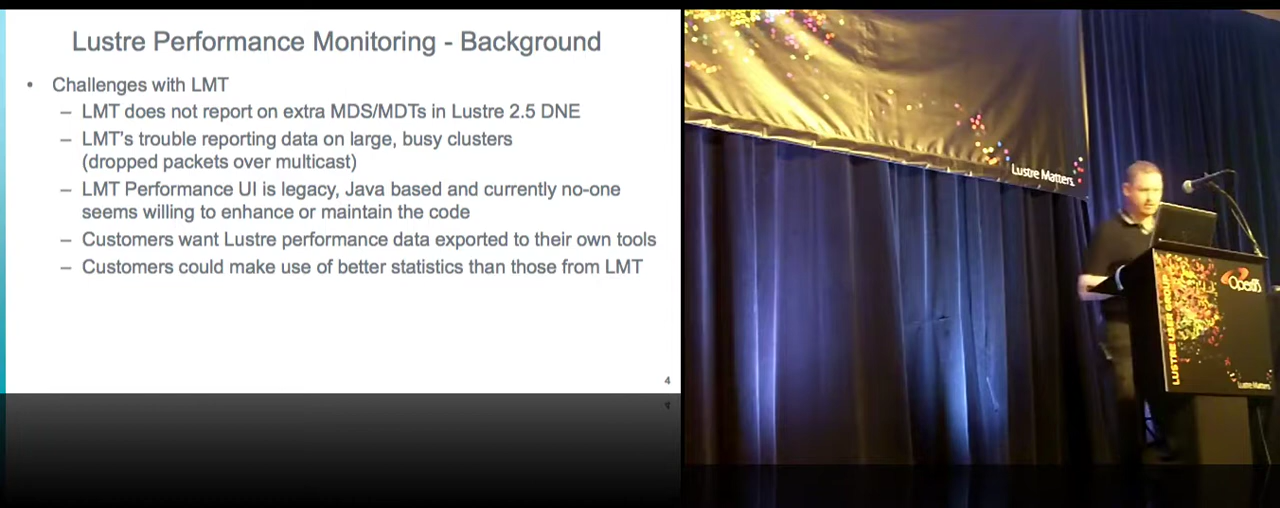 Lustre Performance Monitoring - Background
• Challenges with LMT
– LMT does not report on extra MDS/MDTs in Lustre 2.5 DNE
– LMT's trouble reporting data on large, busy clusters
(dropped packets over multicast)
– LMT Performance UI is legacy, Java based and currently no-one
seems willing to enhance or maintain the code
– Customers want Lustre performance data exported to their own tools
– Customers could make use of better statistics than those from LMT
4
Lustre Matters.
OpenSFS
LUSTRE USER GROUP
Lustre Matters.